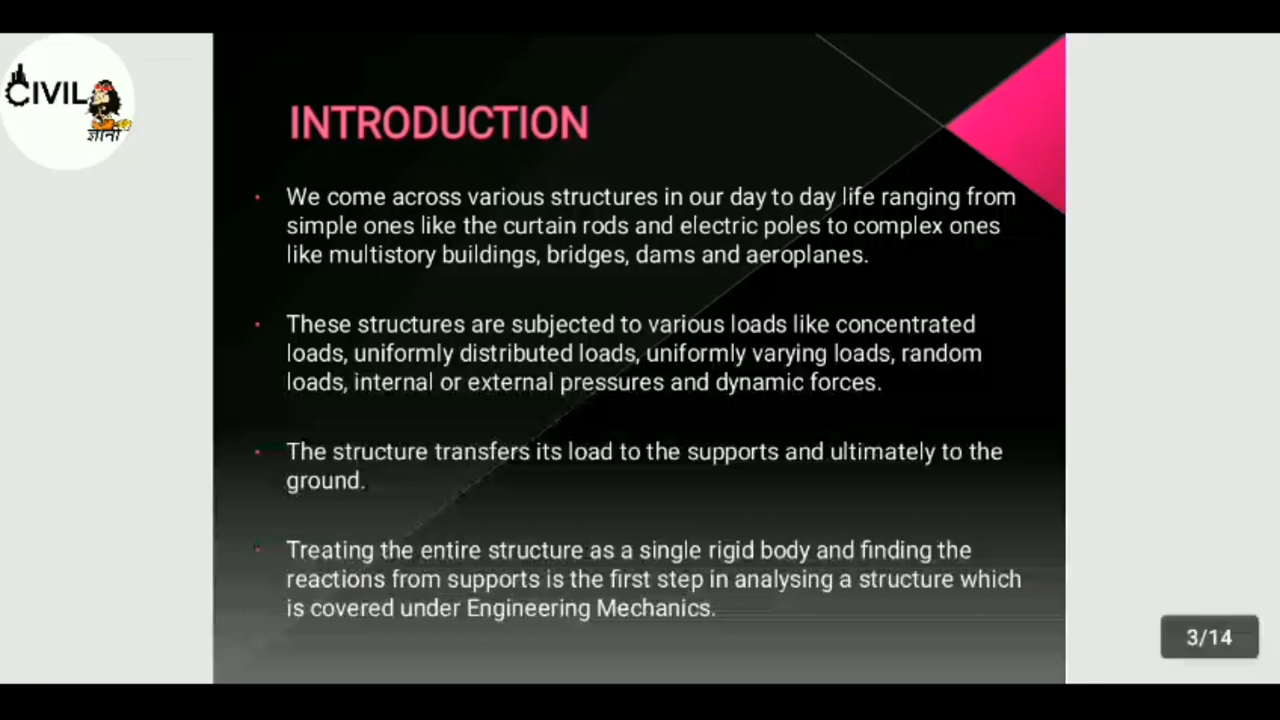 CIVIL
ज्ञानी
INTRODUCTION
We come across various structures in our day to day life ranging from
simple ones like the curtain rods and electric poles to complex ones
like multistory buildings, bridges, dams and aeroplanes.
These structures are subjected to various loads like concentrated
loads, uniformly distributed loads, uniformly varying loads, random
loads, internal or external pressures and dynamic forces.
The structure transfers its load to the supports and ultimately to the
ground.
Treating the entire structure as a single rigid body and finding the
reactions from supports is the first step in analysing a structure which
is covered under Engineering Mechanics.
3/14